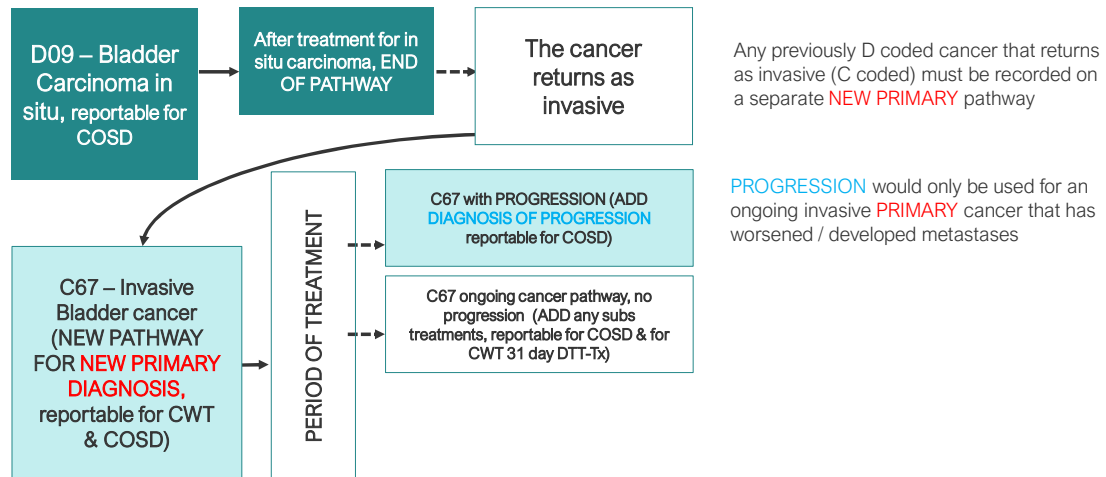 D09 – Bladder
Carcinoma in
situ, reportable for
COSD
After treatment for in
situ carcinoma, END
OF PATHWAY
The cancer
returns as
invasive
Any previously D coded cancer that returns
as invasive (C coded) must be recorded on
a separate NEW PRIMARY pathway
PROGRESSION would only be used for an
ongoing invasive PRIMARY cancer that has
worsened / developed metastases
C67 – Invasive
Bladder cancer
(NEW PATHWAY
FOR NEW PRIMARY
DIAGNOSIS,
reportable for CWT
& COSD)
PERIOD OF TREATMENT
C67 with PROGRESSION (ADD
DIAGNOSIS OF PROGRESSION
reportable for COSD)
C67 ongoing cancer pathway, no
progression (ADD any subs
treatments, reportable for COSD & for
CWT 31 day DTT-Tx)